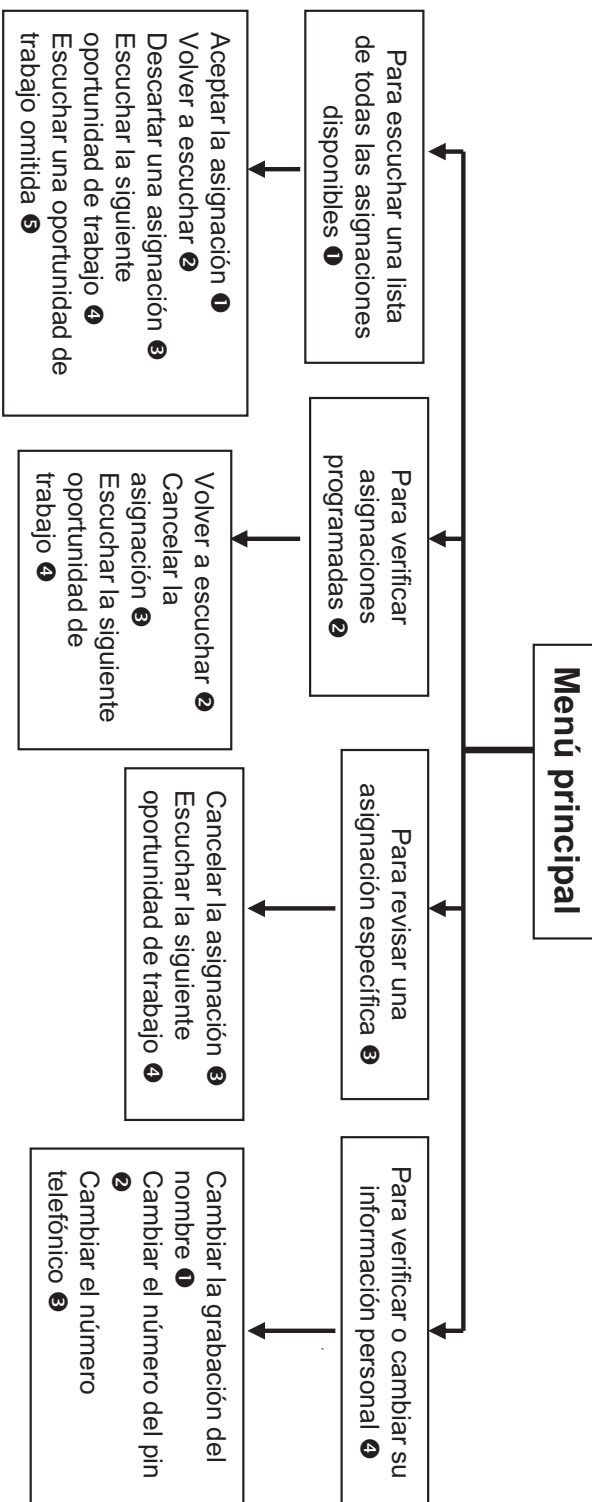 Menú principal
Para escuchar una lista
de todas las asignaciones
disponibles ❶
Aceptar la asignación ❶
Volver a escuchar ❷
Descartar una asignación ❸
Escuchar la siguiente
oportunidad de trabajo ❹
Escuchar una oportunidad de
trabajo omitida ❺
Para verificar
asignaciones
programadas ❷
Volver a escuchar ❷
Cancelar la
asignación ❸
Escuchar la siguiente
oportunidad de
trabajo ❹
Para revisar una
asignación específica ❸
Cancelar la asignación ❸
Escuchar la siguiente
oportunidad de trabajo ❹
Para verificar o cambiar su
información personal ❹
Cambiar la grabación del
nombre ❶
Cambiar el número del pin
❷
Cambiar el número
telefónico ❸